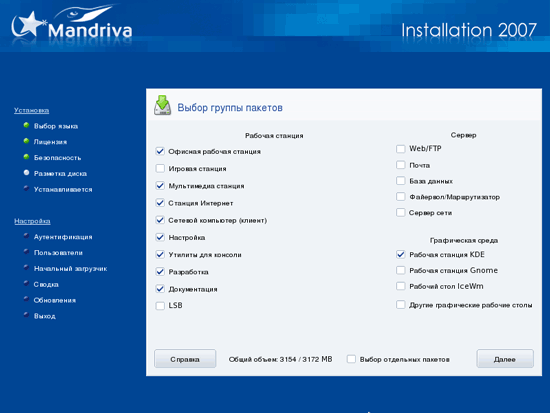 Mandriva
Installation 2007
Установка
Выбор языка
Лицензия
Безопасность
Разметка диска
Устанавливается
Настройка
Аутентификация
Пользователи
Начальный загрузчик
Сводка
Обновления
Выход
Выбор группы пакетов
Рабочая станция
Офисная рабочая станция
Игровая станция
Мультимедиа станция
Станция Интернет
Сетевой компьютер (клиент)
Настройка
Утилиты для консоли
Разработка
Документация
LSB
Сервер
Web/FTP
Почта
База данных
Файервол/Маршрутизатор
Сервер сети
Графическая среда
Рабочая станция KDE
Рабочая станция Gnome
Рабочий стол IceWm
Другие графические рабочие столы
Справка
Общий объем: 3154 / 3172 MB
Выбор отдельных пакетов
Далее